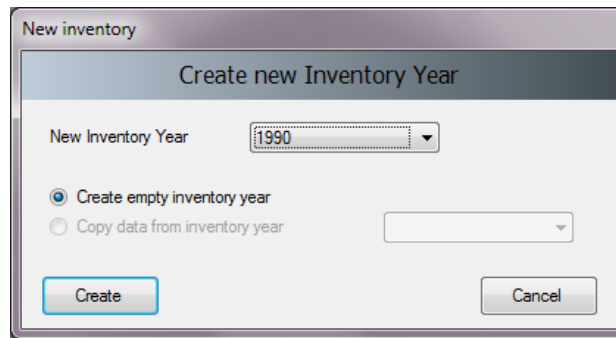 New inventory
Create new Inventory Year
New Inventory Year 1990
Create empty inventory year
Copy data from inventory year
Create Cancel